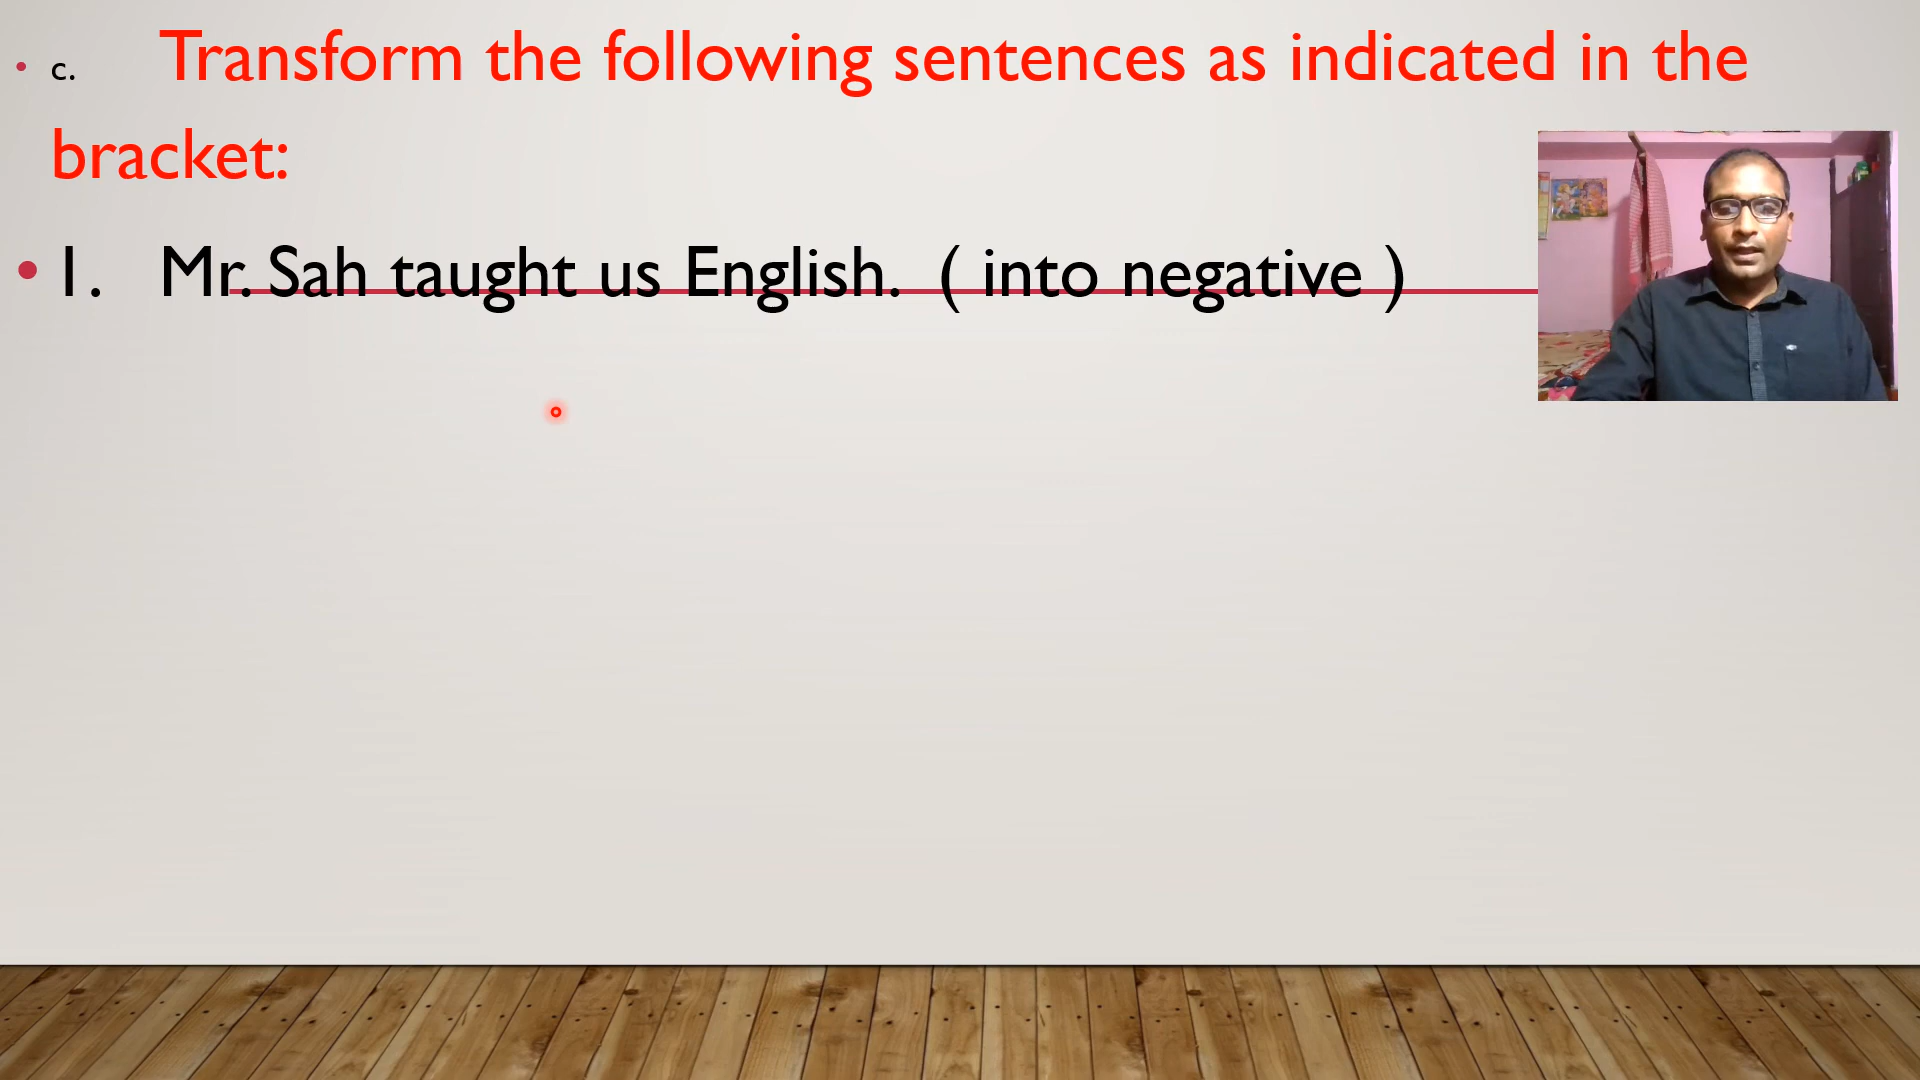 c. Transform the following sentences as indicated in the
bracket:
1. Mr. Sah taught us English. ( into negative )